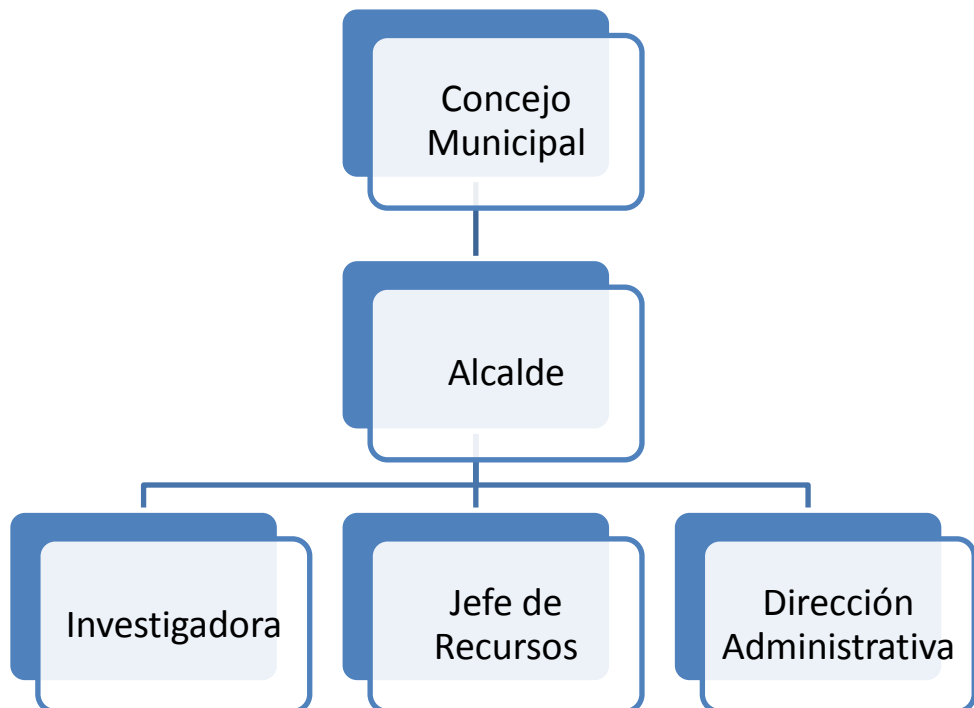 Concejo
Municipal
Alcalde
Investigadora
Jefe de
Recursos
Dirección
Administrativa